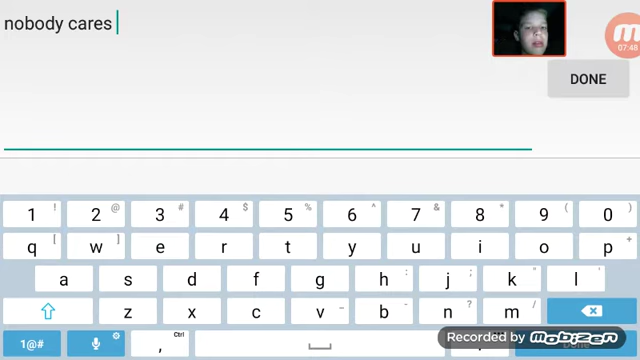 nobody cares
07:48
DONE
1 ! 2 @ 3 # 4 $ 5 % 6 ^ 7 & 8 * 9 ( 0 )
q [ w ] e r t y u i o p +
a s d f g h : j ; k " l '
z x c v – b - n ? m /
1@# Ctrl , Recorded by mobizen